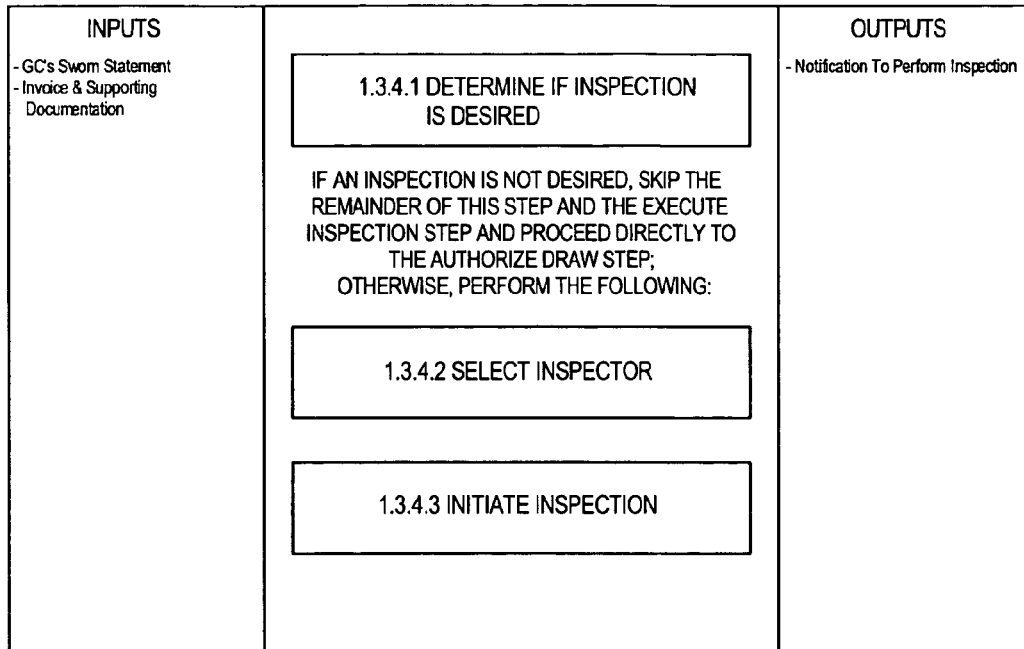 INPUTS
- GC's Sworn Statement
- Invoice & Supporting
Documentation
1.3.4.1 DETERMINE IF INSPECTION
IS DESIRED
IF AN INSPECTION IS NOT DESIRED, SKIP THE
REMAINDER OF THIS STEP AND THE EXECUTE
INSPECTION STEP AND PROCEED DIRECTLY TO
THE AUTHORIZE DRAW STEP;
OTHERWISE, PERFORM THE FOLLOWING:
1.3.4.2 SELECT INSPECTOR
1.3.4.3 INITIATE INSPECTION
OUTPUTS
- Notification To Perform Inspection